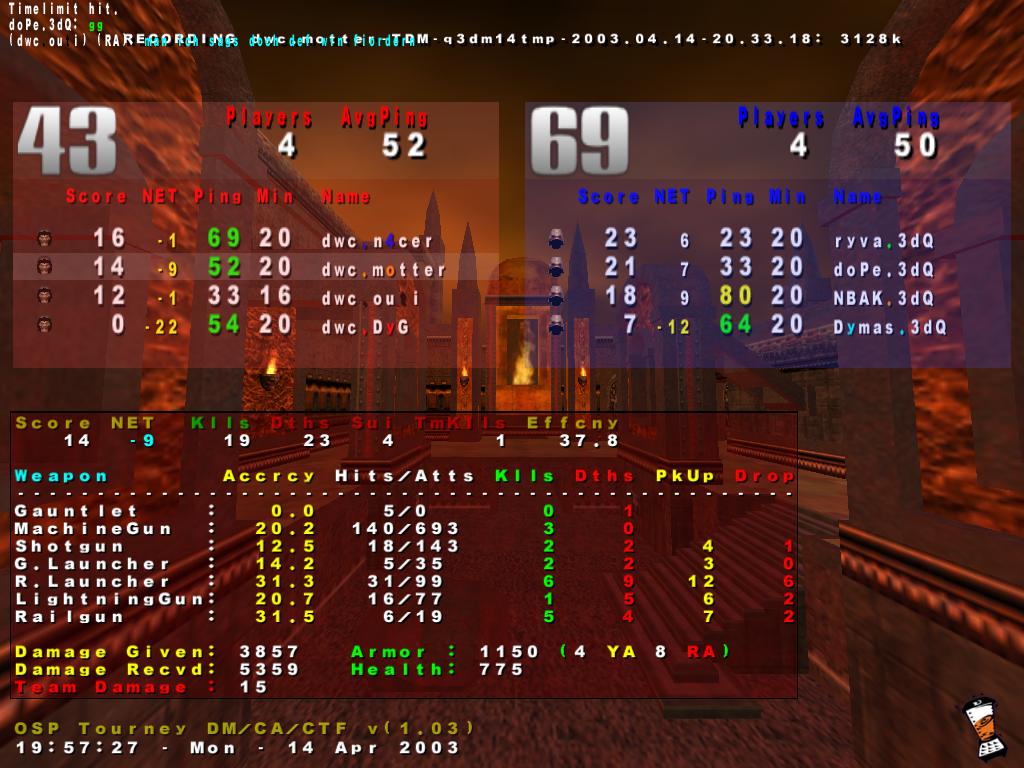 Timelimit hit.
doPe.3dQ: gg
(dwc ou i) (RA):
RECORDING dwc.motter-TDM-q3dm14tmp-2003.04.14-20.33.18: 3128k
43 Players AvgPing
4 52
Score NET Ping Min Name
16 -1 69 20 dwc.n4cer
14 -9 52 20 dwc.motter
12 -1 33 16 dwc ou i
0 -22 54 20 dwc.DyG
69 Players AvgPing
4 50
Score NET Ping Min Name
23 6 23 20 ryva.3dQ
21 7 33 20 doPe.3dQ
18 9 80 20 NBAK.3dQ
7 -12 64 20 Dymas.3dQ
Score NET Klls Dths Sui TmKlls Effcny
14 -9 19 23 4 1 37.8
Weapon Accrcy Hits/Atts Klls Dths PkUp Drop
Gauntlet : 0.0 5/0 0 1
MachineGun : 20.2 140/693 3 0
Shotgun : 12.5 18/143 2 2 4 1
G.Launcher : 14.2 5/35 2 2 3 0
R.Launcher : 31.3 31/99 6 9 12 6
LightningGun: 20.7 16/77 1 5 6 2
Railgun : 31.5 6/19 5 4 7 2
Damage Given: 3857 Armor : 1150 (4 YA 8 RA)
Damage Recvd: 5359 Health: 775
Team Damage : 15
OSP Tourney DM/CA/CTF v(1.03)
19:57:27 - Mon - 14 Apr 2003